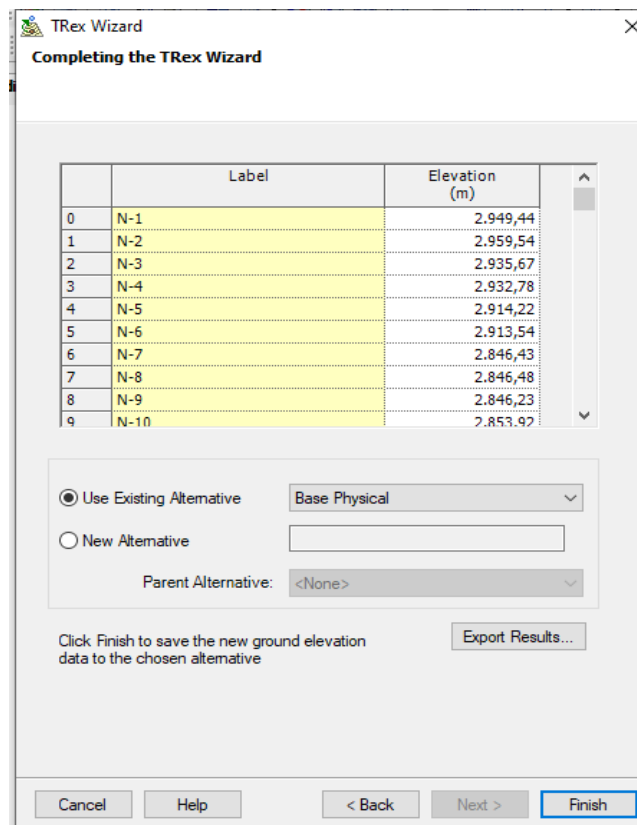 TRex Wizard
Completing the TRex Wizard
Label Elevation
(m)
0 N-1 2.949,44
1 N-2 2.959,54
2 N-3 2.935,67
3 N-4 2.932,78
4 N-5 2.914,22
5 N-6 2.913,54
6 N-7 2.846,43
7 N-8 2.846,48
8 N-9 2.846,23
9 N-10 2.853,92
Use Existing Alternative Base Physical
New Alternative
Parent Alternative: <None>
Click Finish to save the new ground elevation Export Results...
data to the chosen alternative
Cancel Help < Back Next > Finish